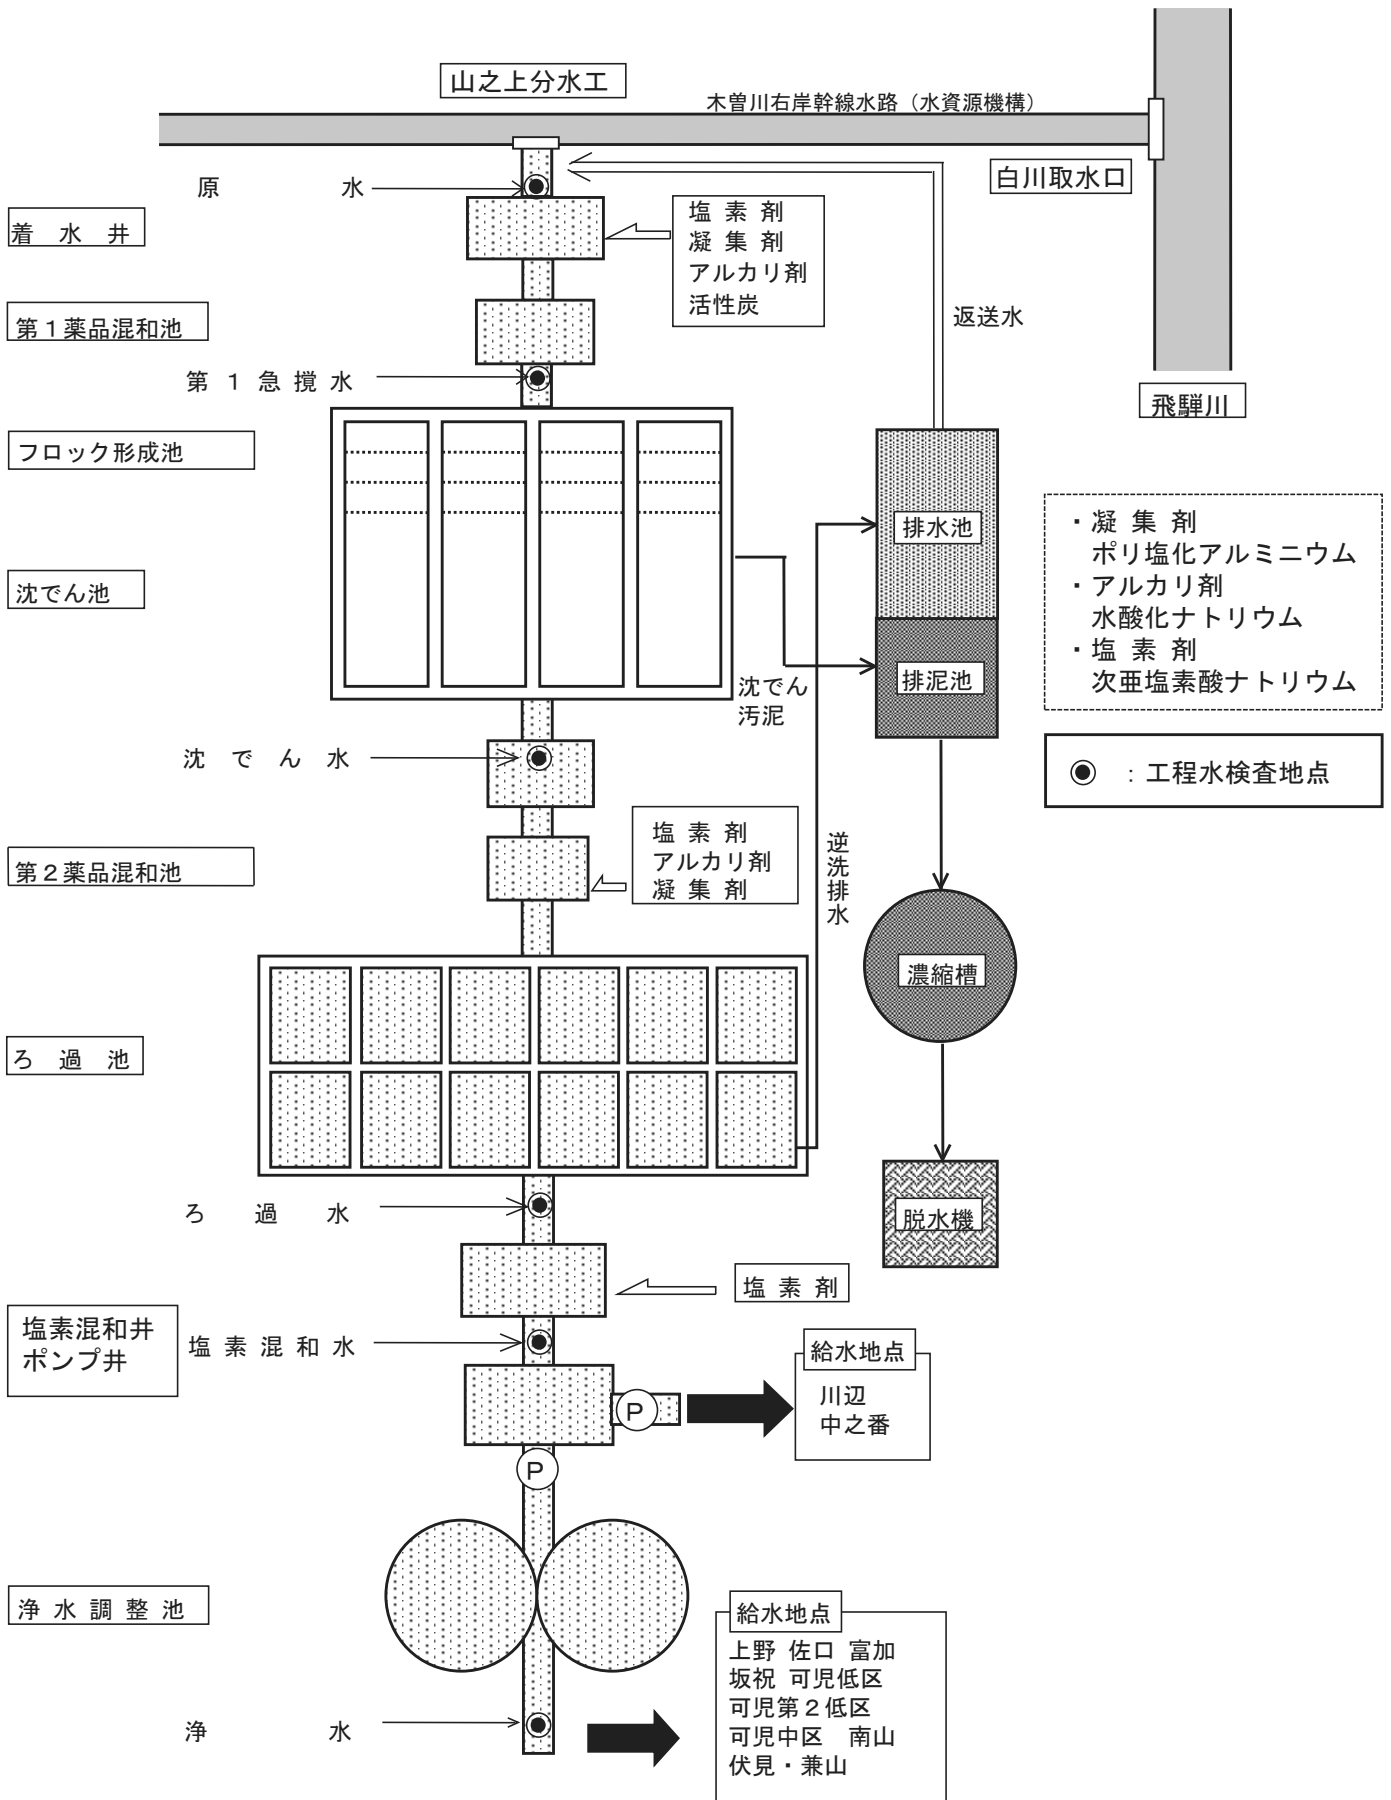 山之上分水工
木曽川右岸幹線水路（水資源機構）
白川取水口
原　　　　　水
着　水　井
塩 素 剤
凝 集 剤
アルカリ剤
活性炭
第１薬品混和池
返送水
第 １ 急 撹 水
飛騨川
フロック形成池
排水池
・凝 集 剤
ポリ塩化アルミニウム
・アルカリ剤
水酸化ナトリウム
・塩 素 剤
次亜塩素酸ナトリウム
沈でん池
排泥池
沈でん
汚泥
沈 で ん 水
◉ ：工程水検査地点
第２薬品混和池
塩 素 剤
アルカリ剤
凝 集 剤
逆洗排水
濃縮槽
ろ　過　池
ろ　過　水
脱水機
塩 素 剤
塩素混和井
ポンプ井
塩 素 混 和 水
給水地点
川辺
中之番
P
P
浄 水 調 整 池
給水地点
上野 佐口 富加
坂祝 可児低区
可児第２低区
可児中区　南山
伏見・兼山
浄　　　　　水